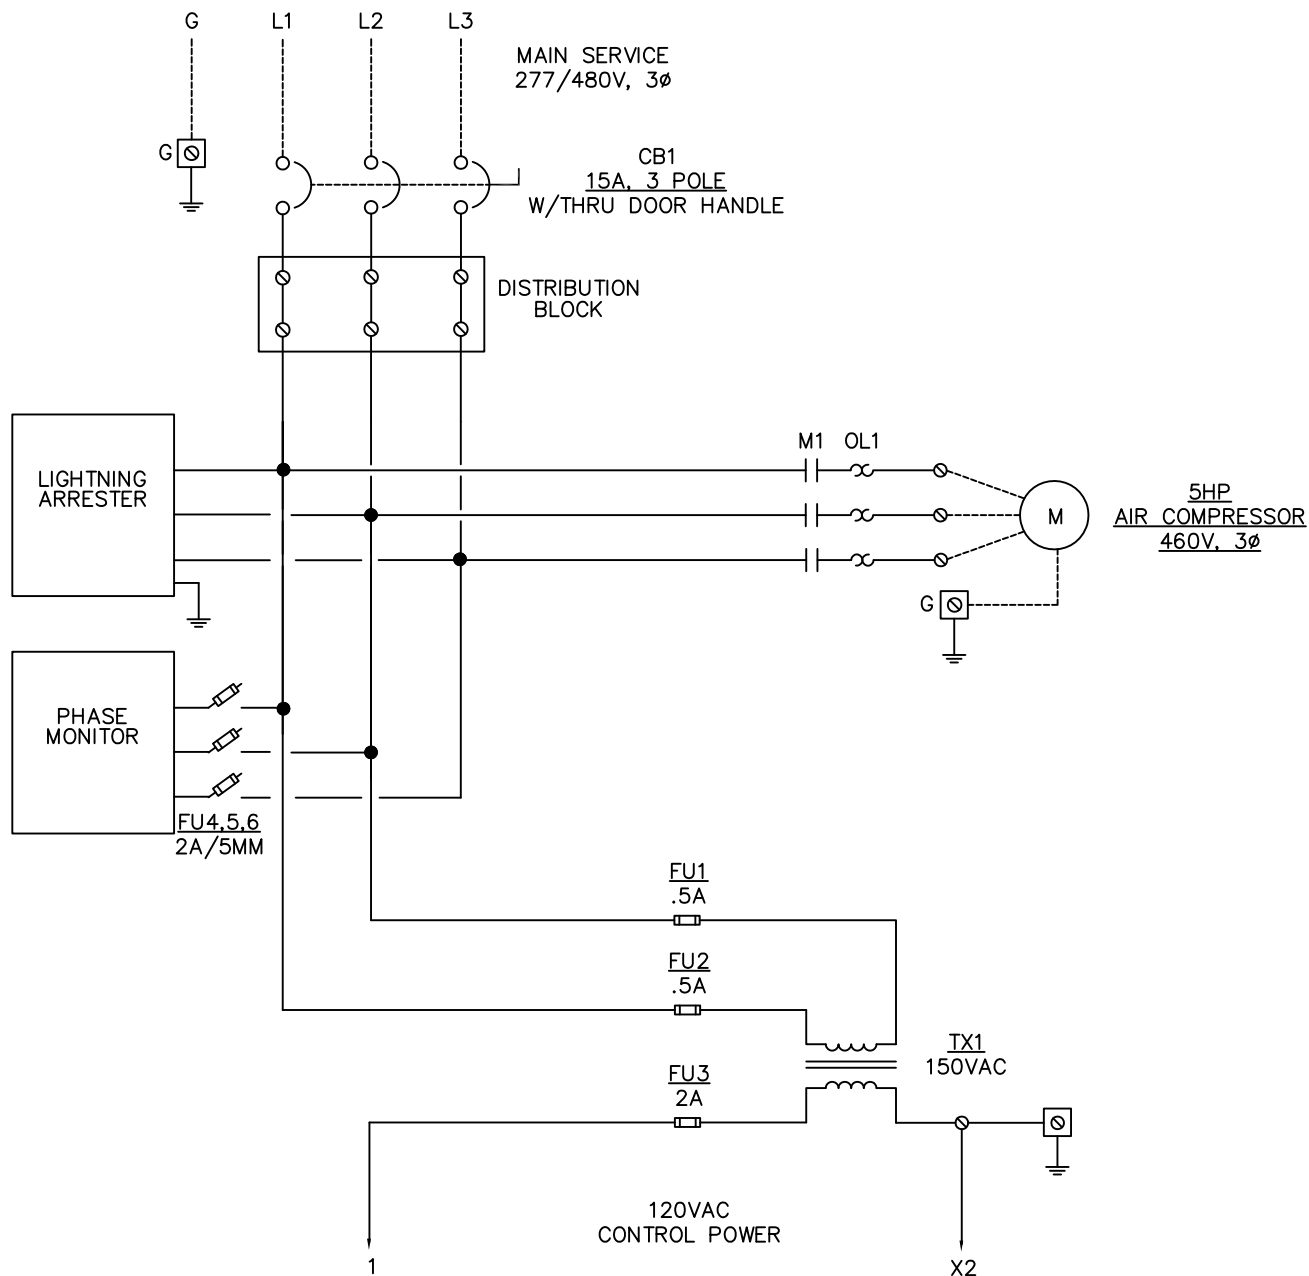 G L1 L2 L3
MAIN SERVICE
277/480V, 3ø
G
CB1
15A, 3 POLE
W/THRU DOOR HANDLE
DISTRIBUTION
BLOCK
LIGHTNING
ARRESTER
M1 OL1
M
5HP
AIR COMPRESSOR
460V, 3ø
G
PHASE
MONITOR
FU4,5,6
2A/5MM
FU1
.5A
FU2
.5A
TX1
150VAC
FU3
2A
120VAC
CONTROL POWER
1
X2